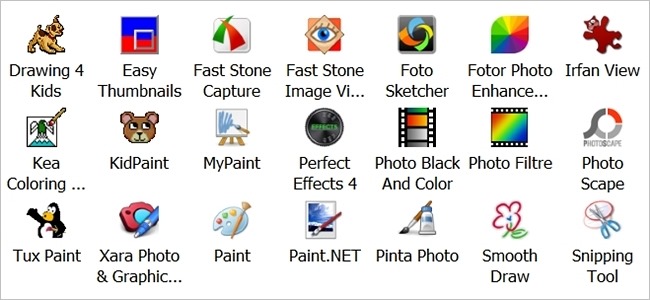 Drawing 4 Kids
Easy Thumbnails
Fast Stone Capture
Fast Stone Image Vi...
Foto Sketcher
Fotor Photo Enhance...
Irfan View
EFFECTS
PHOTOSCAPE
Kea Coloring ...
KidPaint
MyPaint
Perfect Effects 4
Photo Black And Color
Photo Filtre
Photo Scape
Tux Paint
Xara Photo & Graphic...
Paint
Paint.NET
Pinta Photo
Smooth Draw
Snipping Tool